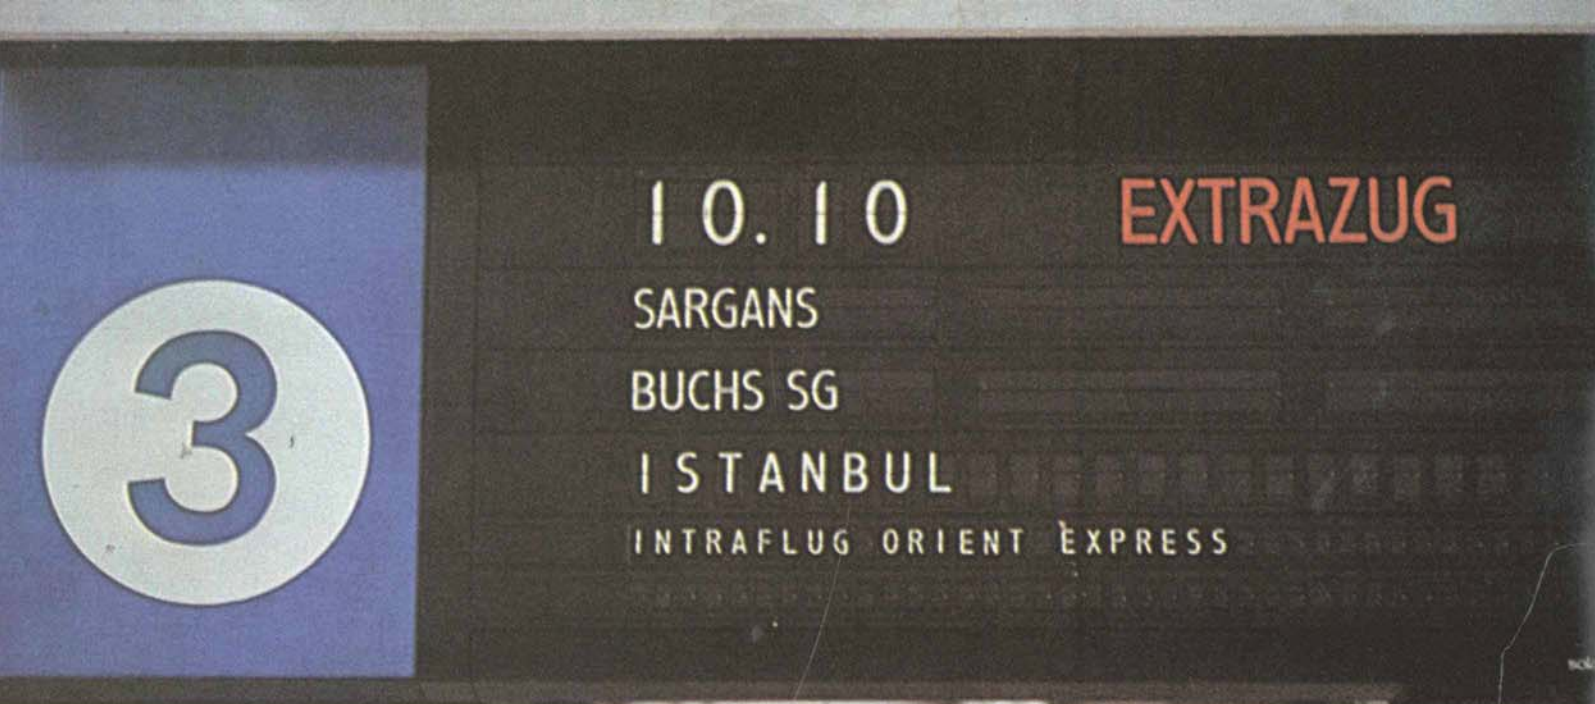 3
10.10 EXTRAZUG
SARGANS
BUCHS SG
ISTANBUL
INTRAFLUG ORIENT EXPRESS